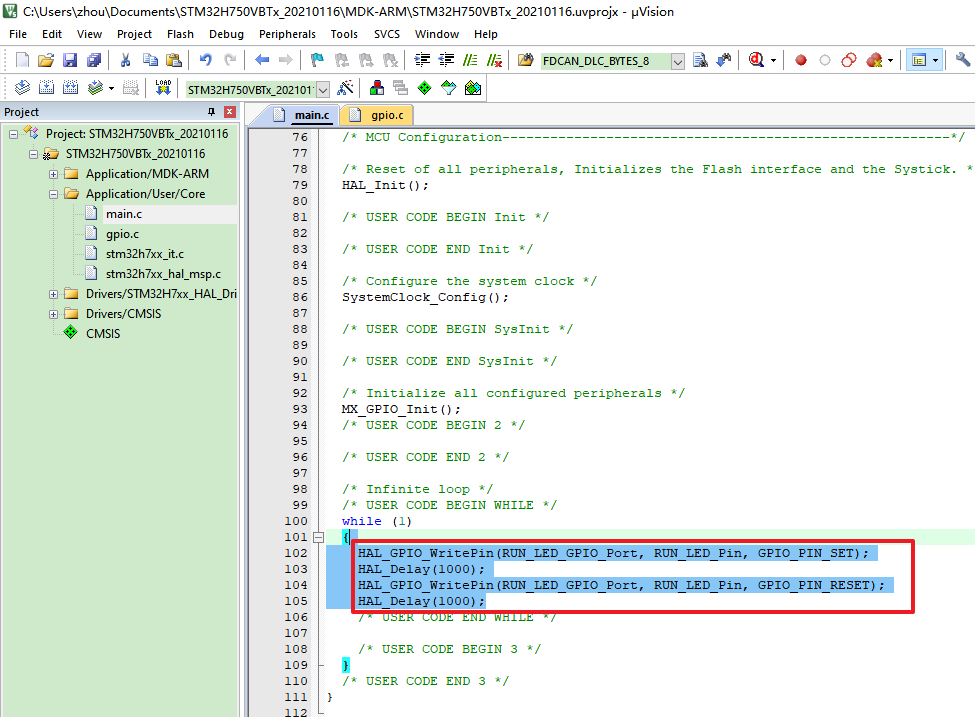 C:\Users\zhou\Documents\STM32H750VBTx_20210116\MDK-ARM\STM32H750VBTx_20210116.uvprojx - µVision
File Edit View Project Flash Debug Peripherals Tools SVCS Window Help
FDCAN_DLC_BYTES_8
LOAD STM32H750VBTx_202101
Project
main.c gpio.c
Project: STM32H750VBTx_20210116
STM32H750VBTx_20210116
Application/MDK-ARM
Application/User/Core
main.c
gpio.c
stm32h7xx_it.c
stm32h7xx_hal_msp.c
Drivers/STM32H7xx_HAL_Dri
Drivers/CMSIS
CMSIS
76 /* MCU Configuration--------------------------------------------------------*/
77
78 /* Reset of all peripherals, Initializes the Flash interface and the Systick. *
79 HAL_Init();
80
81 /* USER CODE BEGIN Init */
82
83 /* USER CODE END Init */
84
85 /* Configure the system clock */
86 SystemClock_Config();
87
88 /* USER CODE BEGIN SysInit */
89
90 /* USER CODE END SysInit */
91
92 /* Initialize all configured peripherals */
93 MX_GPIO_Init();
94 /* USER CODE BEGIN 2 */
95
96 /* USER CODE END 2 */
97
98 /* Infinite loop */
99 /* USER CODE BEGIN WHILE */
100 while (1)
101 {
102 HAL_GPIO_WritePin(RUN_LED_GPIO_Port, RUN_LED_Pin, GPIO_PIN_SET);
103 HAL_Delay(1000);
104 HAL_GPIO_WritePin(RUN_LED_GPIO_Port, RUN_LED_Pin, GPIO_PIN_RESET);
105 HAL_Delay(1000);
106 /* USER CODE END WHILE */
107
108 /* USER CODE BEGIN 3 */
109 }
110 /* USER CODE END 3 */
111 }
112